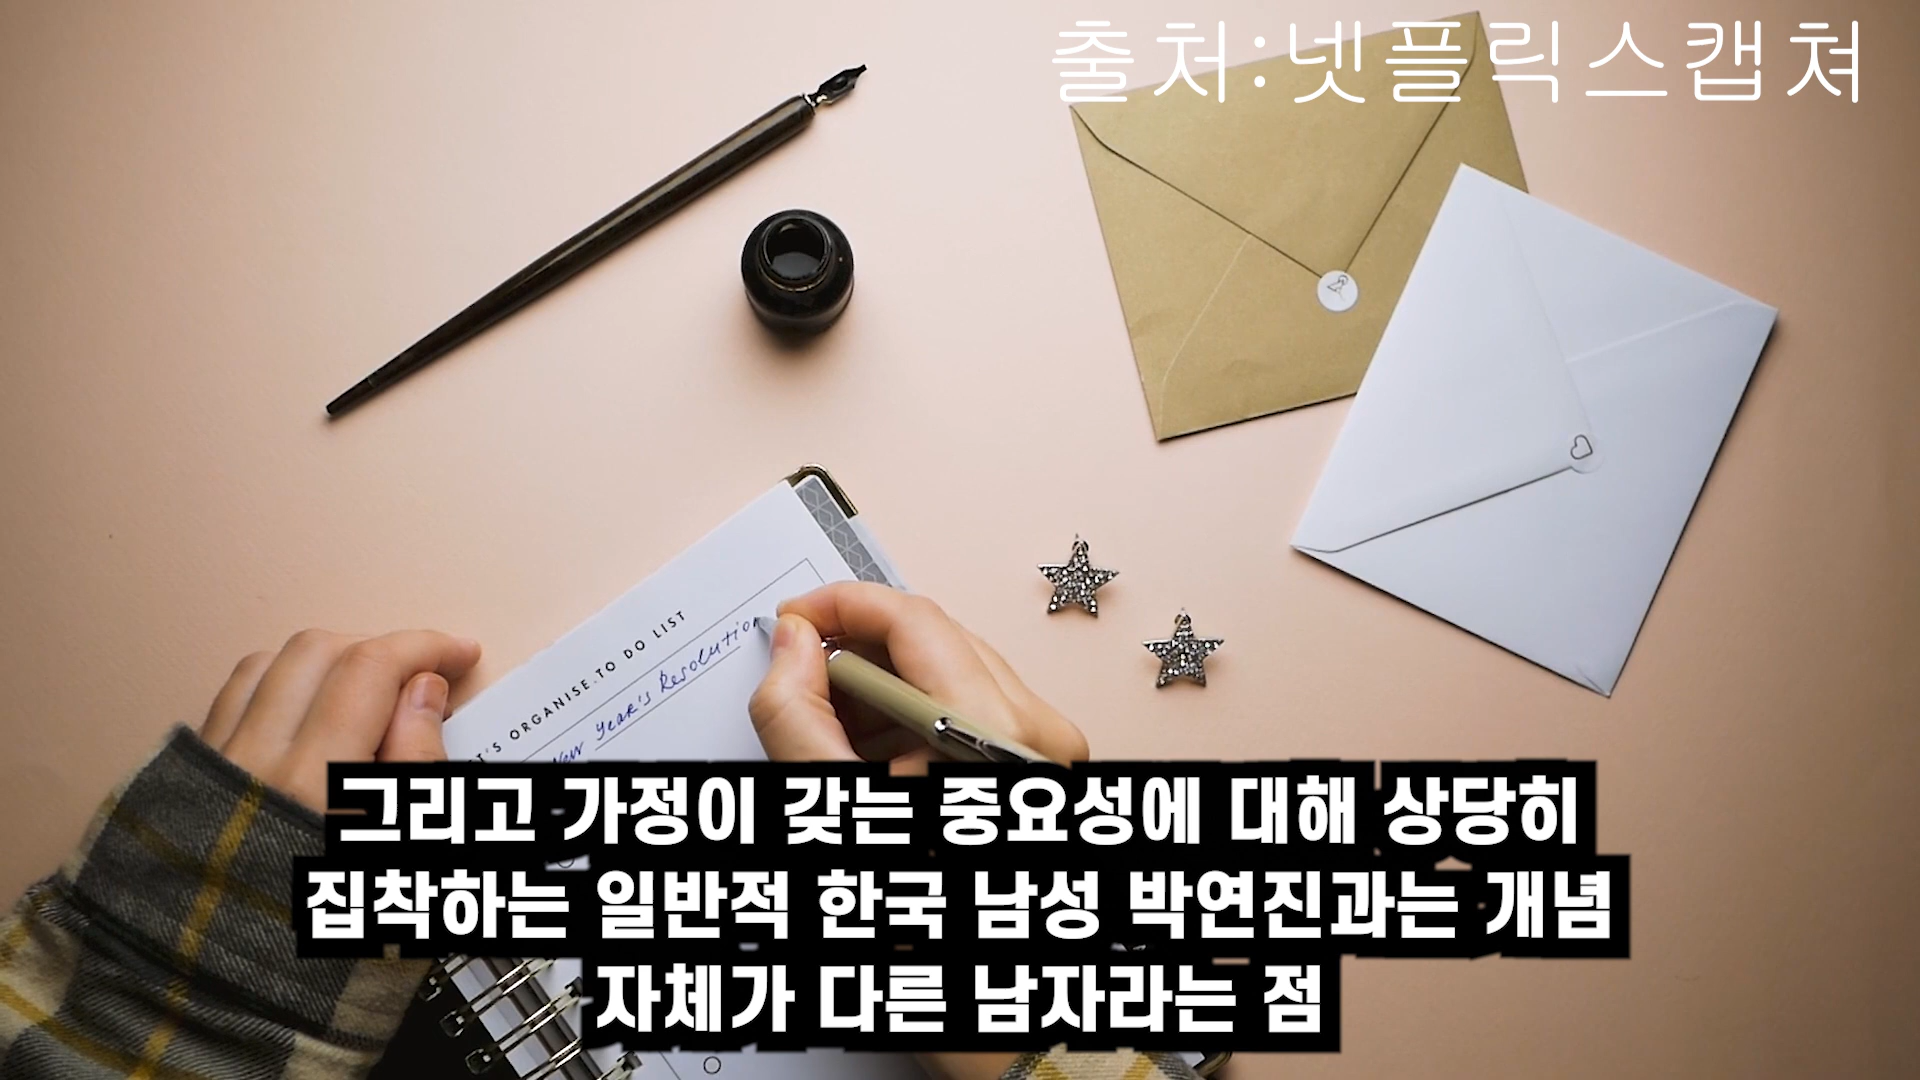 출처:넷플릭스캡쳐
T'S ORGANISE.TO DO LIST
New Year's Resolution
그리고 가정이 갖는 중요성에 대해 상당히
집착하는 일반적 한국 남성 박연진과는 개념
자체가 다른 남자라는 점